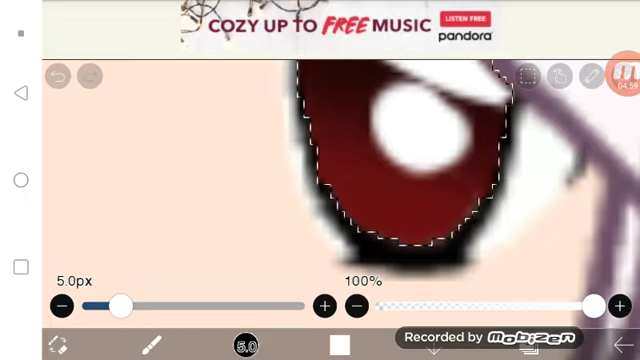 COZY UP TO FREE MUSIC
LISTEN FREE
pandora
04:59
5.0px
100%
5.0
Recorded by Mobizen